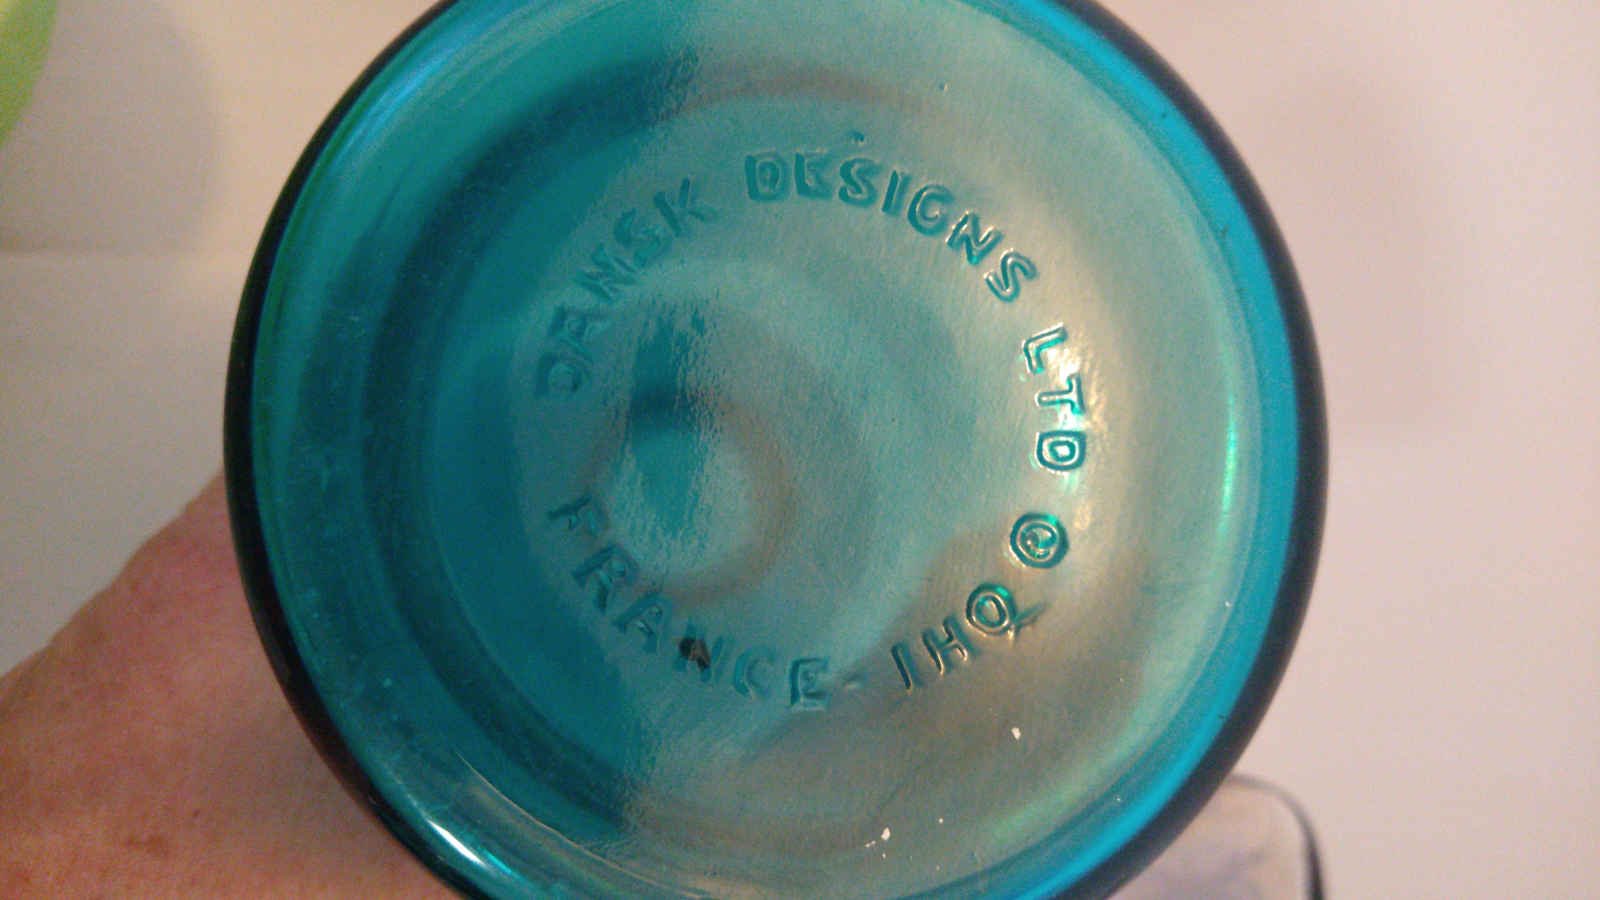 DANSK DESIGNS LTD © IHQ
FRANCE-